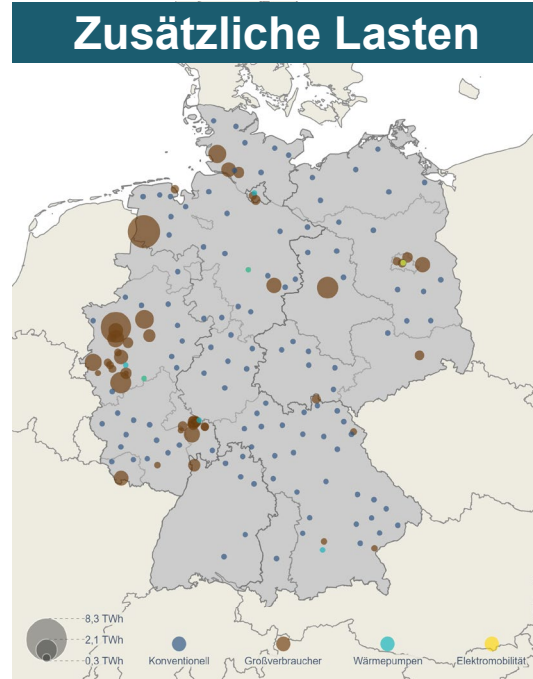 Zusätzliche Lasten
8,3 TWh
2,1 TWh
0,3 TWh
Konventionell Großverbraucher Wärmepumpen Elektromobilität